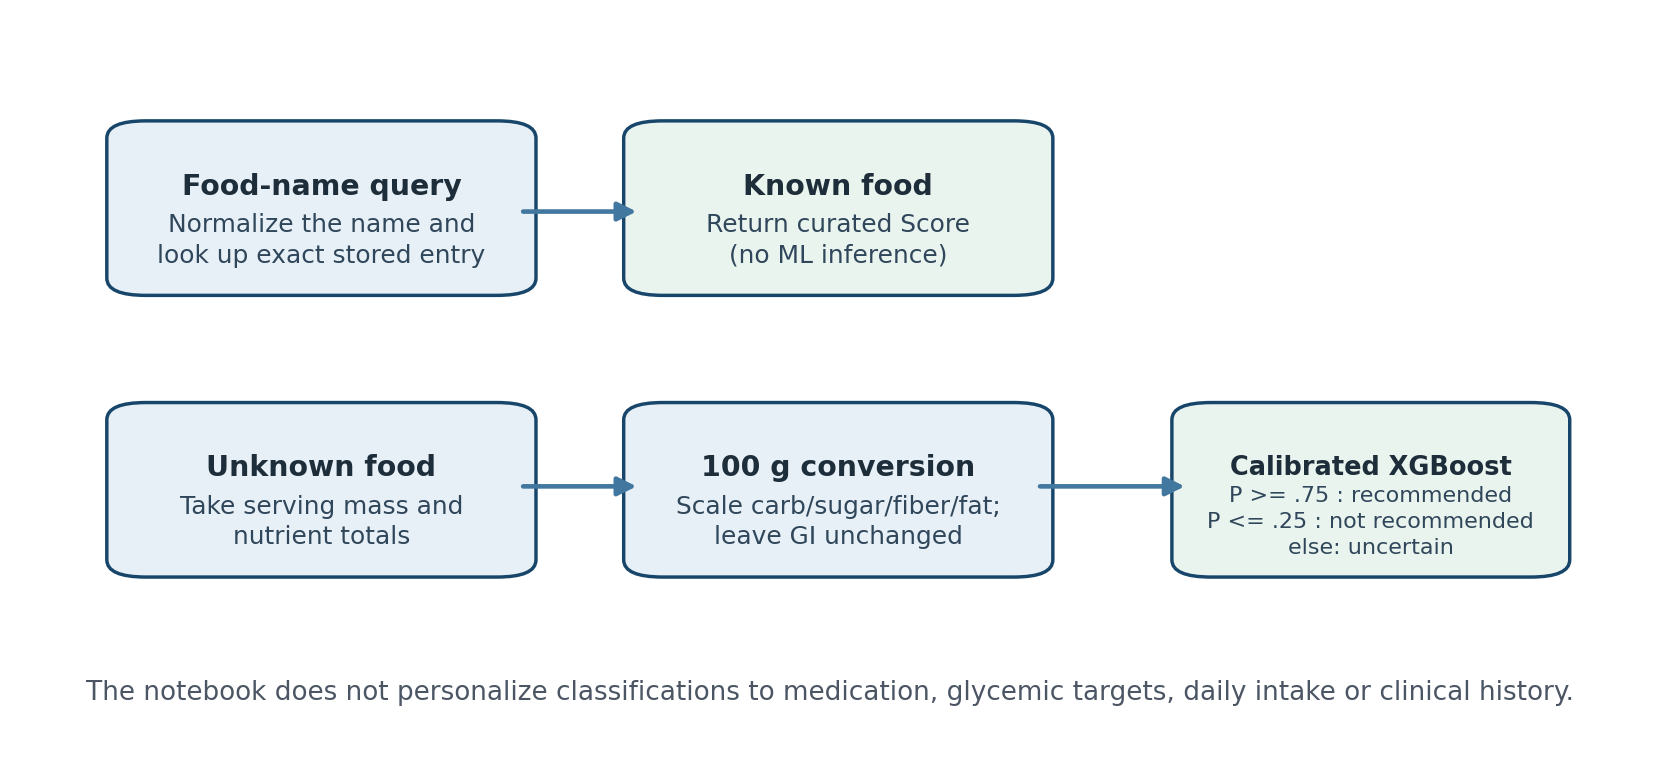 Food-name query
Normalize the name and
look up exact stored entry
Known food
Return curated Score
(no ML inference)
Unknown food
Take serving mass and
nutrient totals
100 g conversion
Scale carb/sugar/fiber/fat;
leave GI unchanged
Calibrated XGBoost
P >= .75 : recommended
P <= .25 : not recommended
else: uncertain
The notebook does not personalize classifications to medication, glycemic targets, daily intake or clinical history.